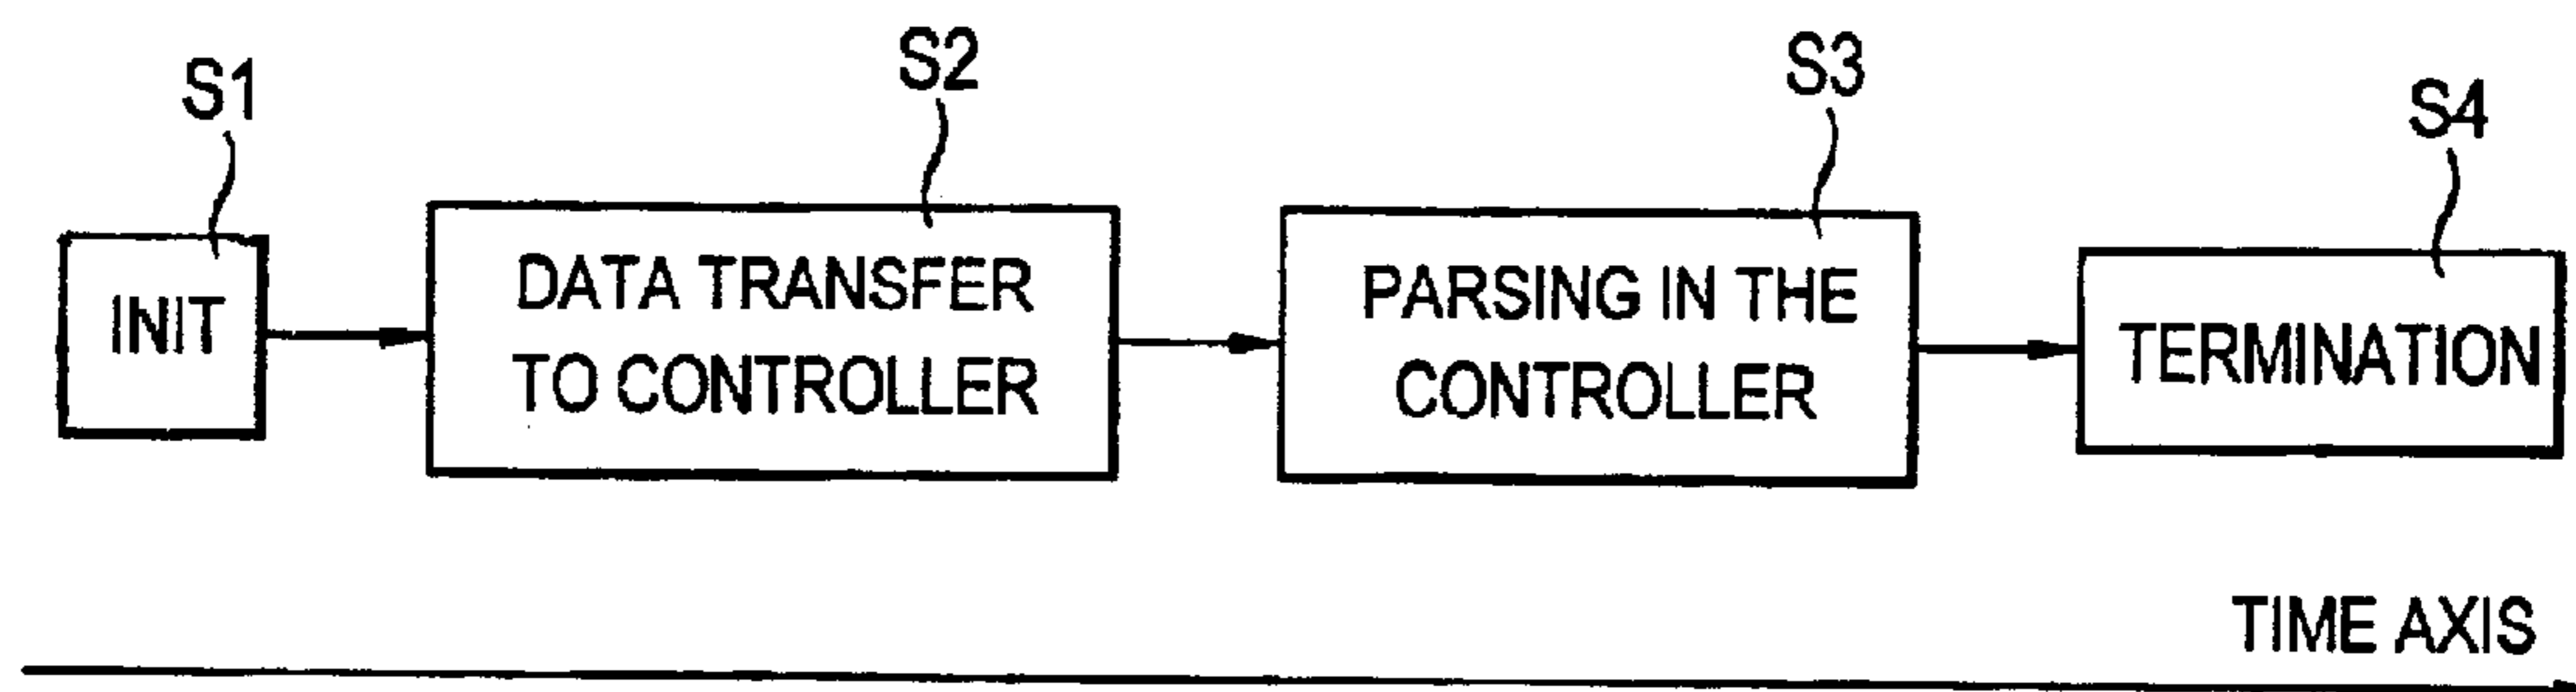 S1
S2
S3
S4
INIT
DATA TRANSFER
TO CONTROLLER
PARSING IN THE
CONTROLLER
TERMINATION
TIME AXIS